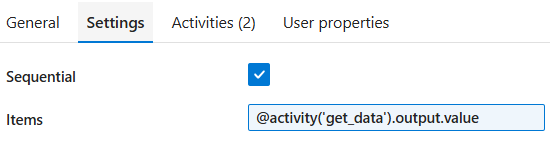 General Settings Activities (2) User properties
Sequential
Items @activity('get_data').output.value